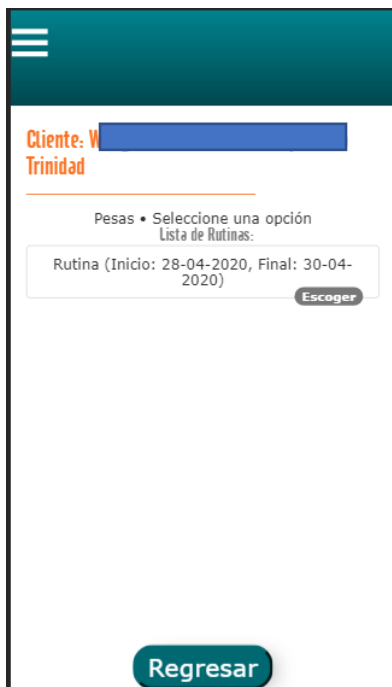 Cliente: W
Trinidad
Pesas • Seleccione una opción
Lista de Rutinas:
Rutina (Inicio: 28-04-2020, Final: 30-04-
2020)
Escoger
Regresar